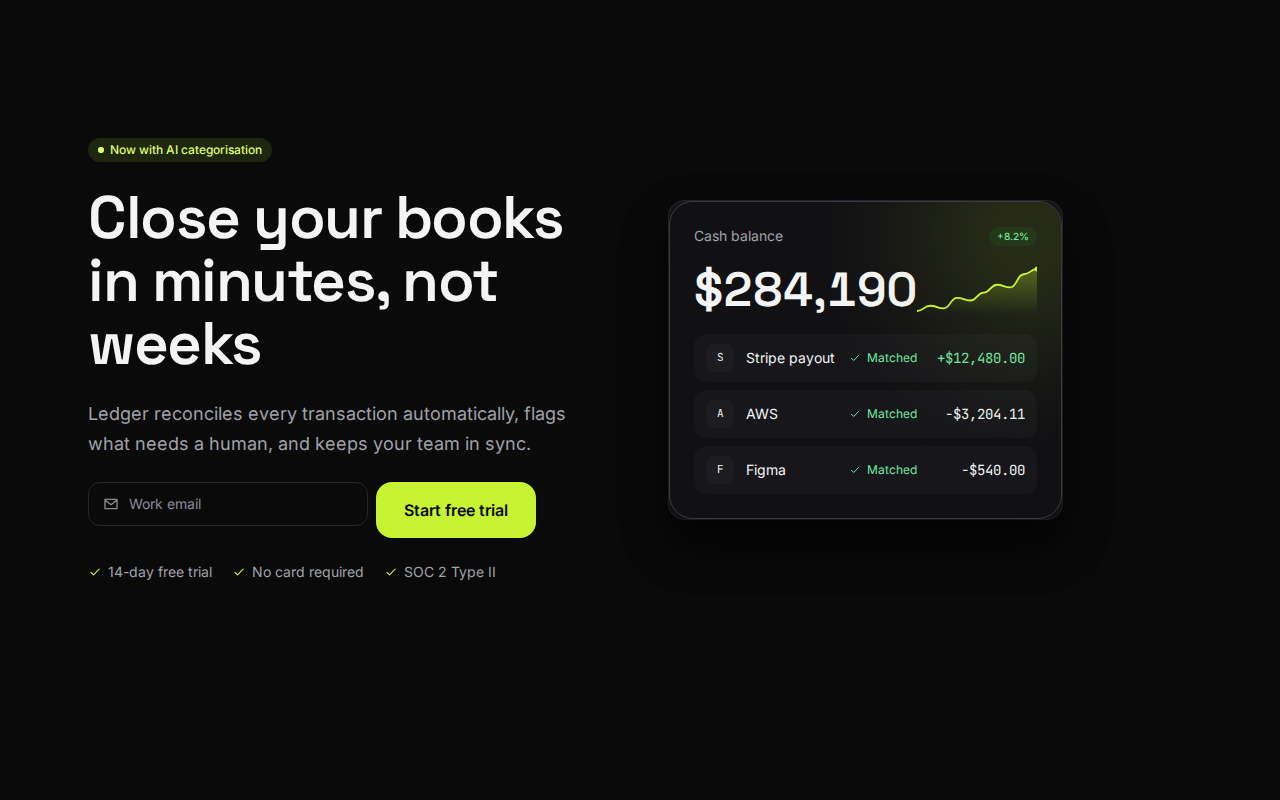 Now with AI categorisation
Close your books
in minutes, not
weeks
Ledger reconciles every transaction automatically, flags
what needs a human, and keeps your team in sync.
Work email
Start free trial
14-day free trial
No card required
SOC 2 Type II
Cash balance
+8.2%
$284,190
S Stripe payout Matched +$12,480.00
A AWS Matched -$3,204.11
F Figma Matched -$540.00